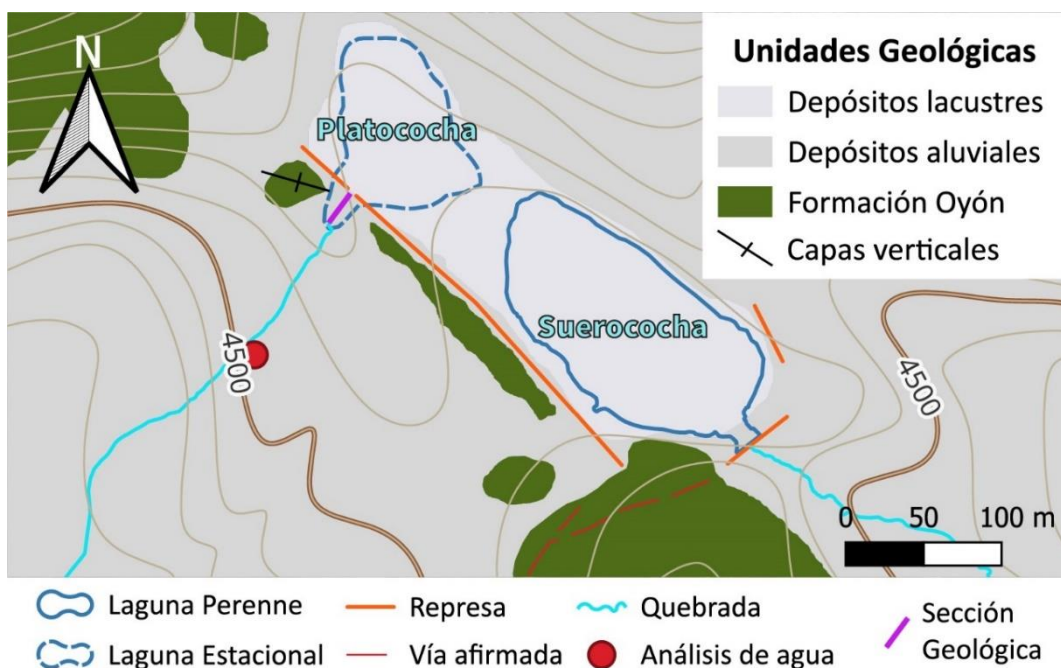 N
Platococha
Suerococha
4500
4500
Unidades Geológicas
Depósitos lacustres
Depósitos aluviales
Formación Oyón
Capas verticales
0 50 100 m
Laguna Perenne
Represa
Quebrada
Sección
Geológica
Laguna Estacional
Vía afirmada
Análisis de agua